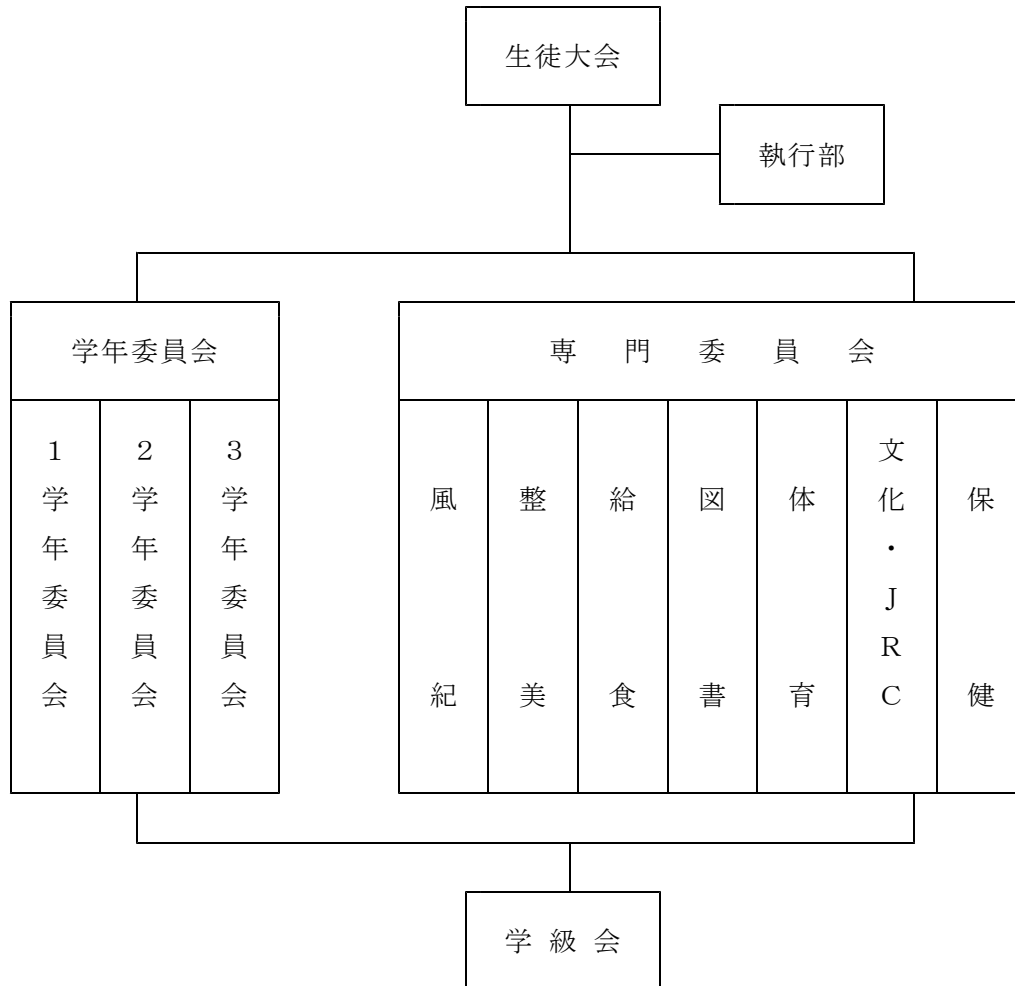 生徒大会
執行部
学年委員会
専門委員会
1学年委員会
2学年委員会
3学年委員会
風紀
整美
給食
図書
体育
文化・JRC
保健
学級会